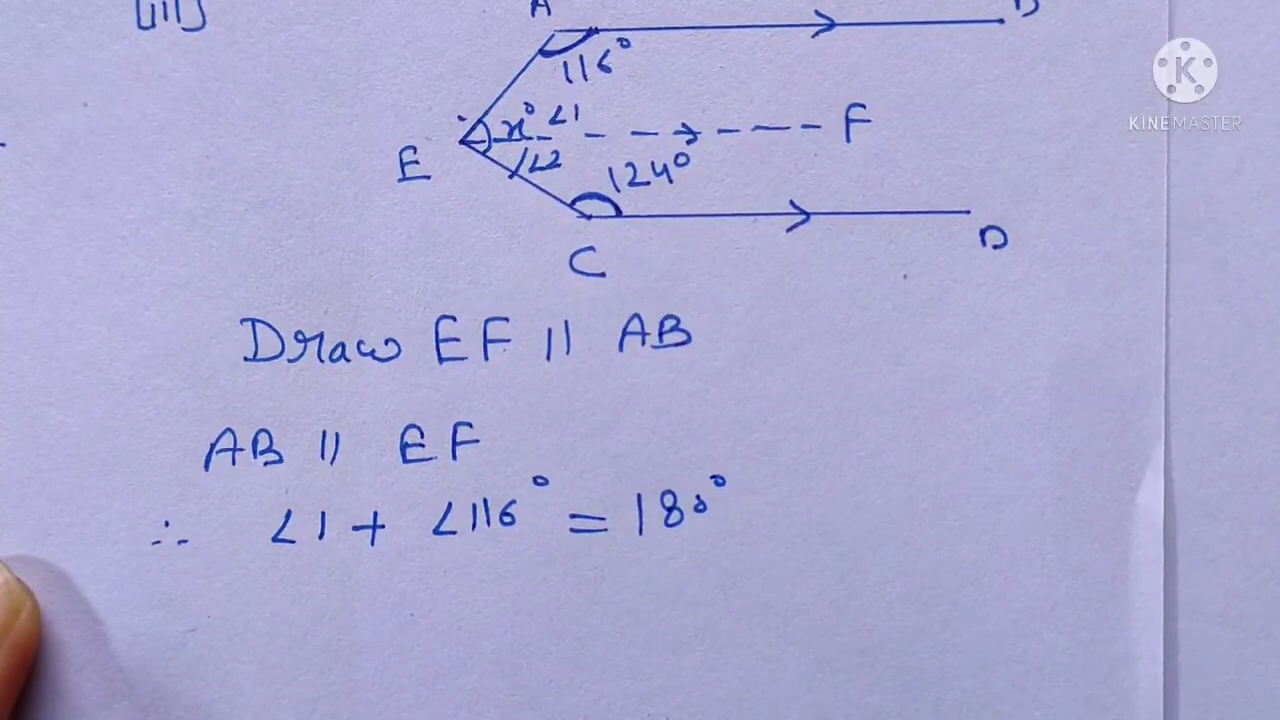 [iii]
A B
116°
x° ∠1
F
E
∠2
124°
C
D
Draw EF || AB
AB || EF
∴ ∠1 + ∠116° = 180°
KINEMASTER